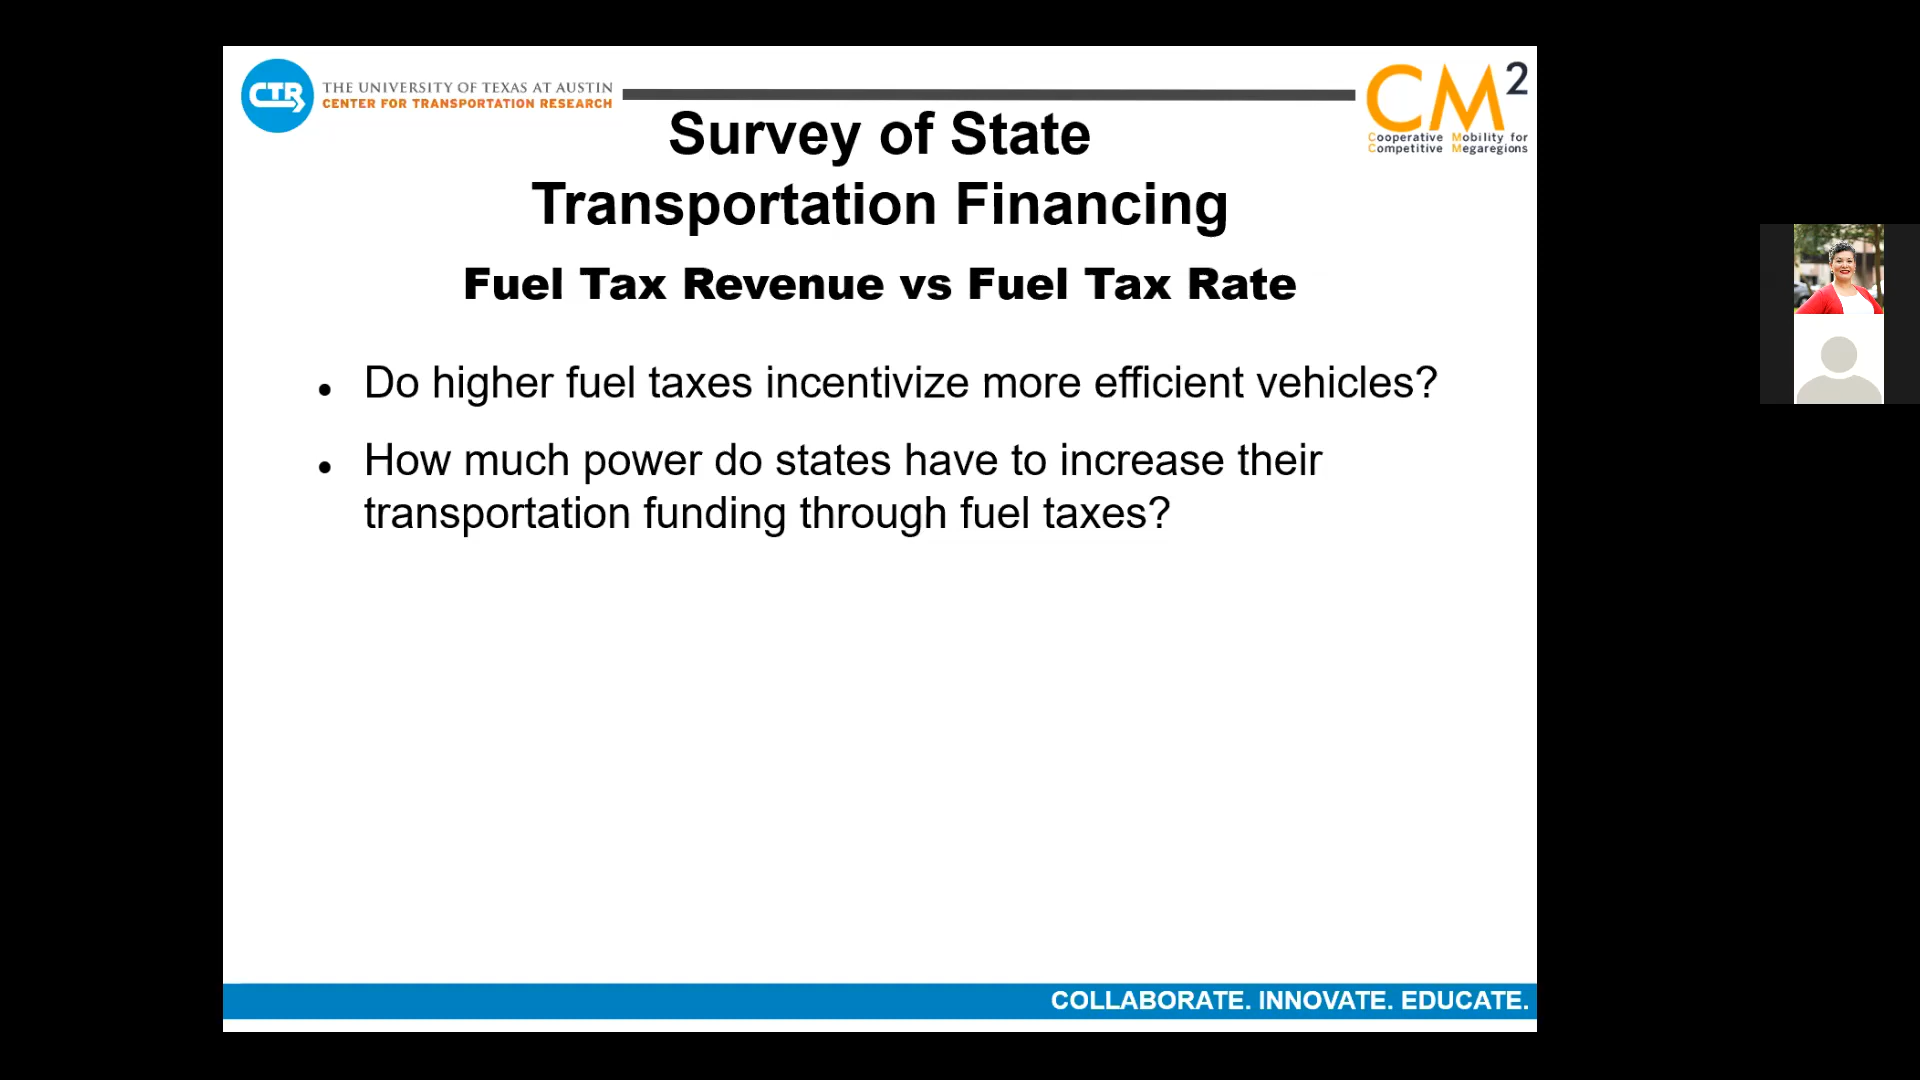 CTR
THE UNIVERSITY OF TEXAS AT AUSTIN
CENTER FOR TRANSPORTATION RESEARCH
CM2
Cooperative Mobility for
Competitive Megaregions
Survey of State
Transportation Financing
Fuel Tax Revenue vs Fuel Tax Rate
• Do higher fuel taxes incentivize more efficient vehicles?
• How much power do states have to increase their
transportation funding through fuel taxes?
COLLABORATE. INNOVATE. EDUCATE.